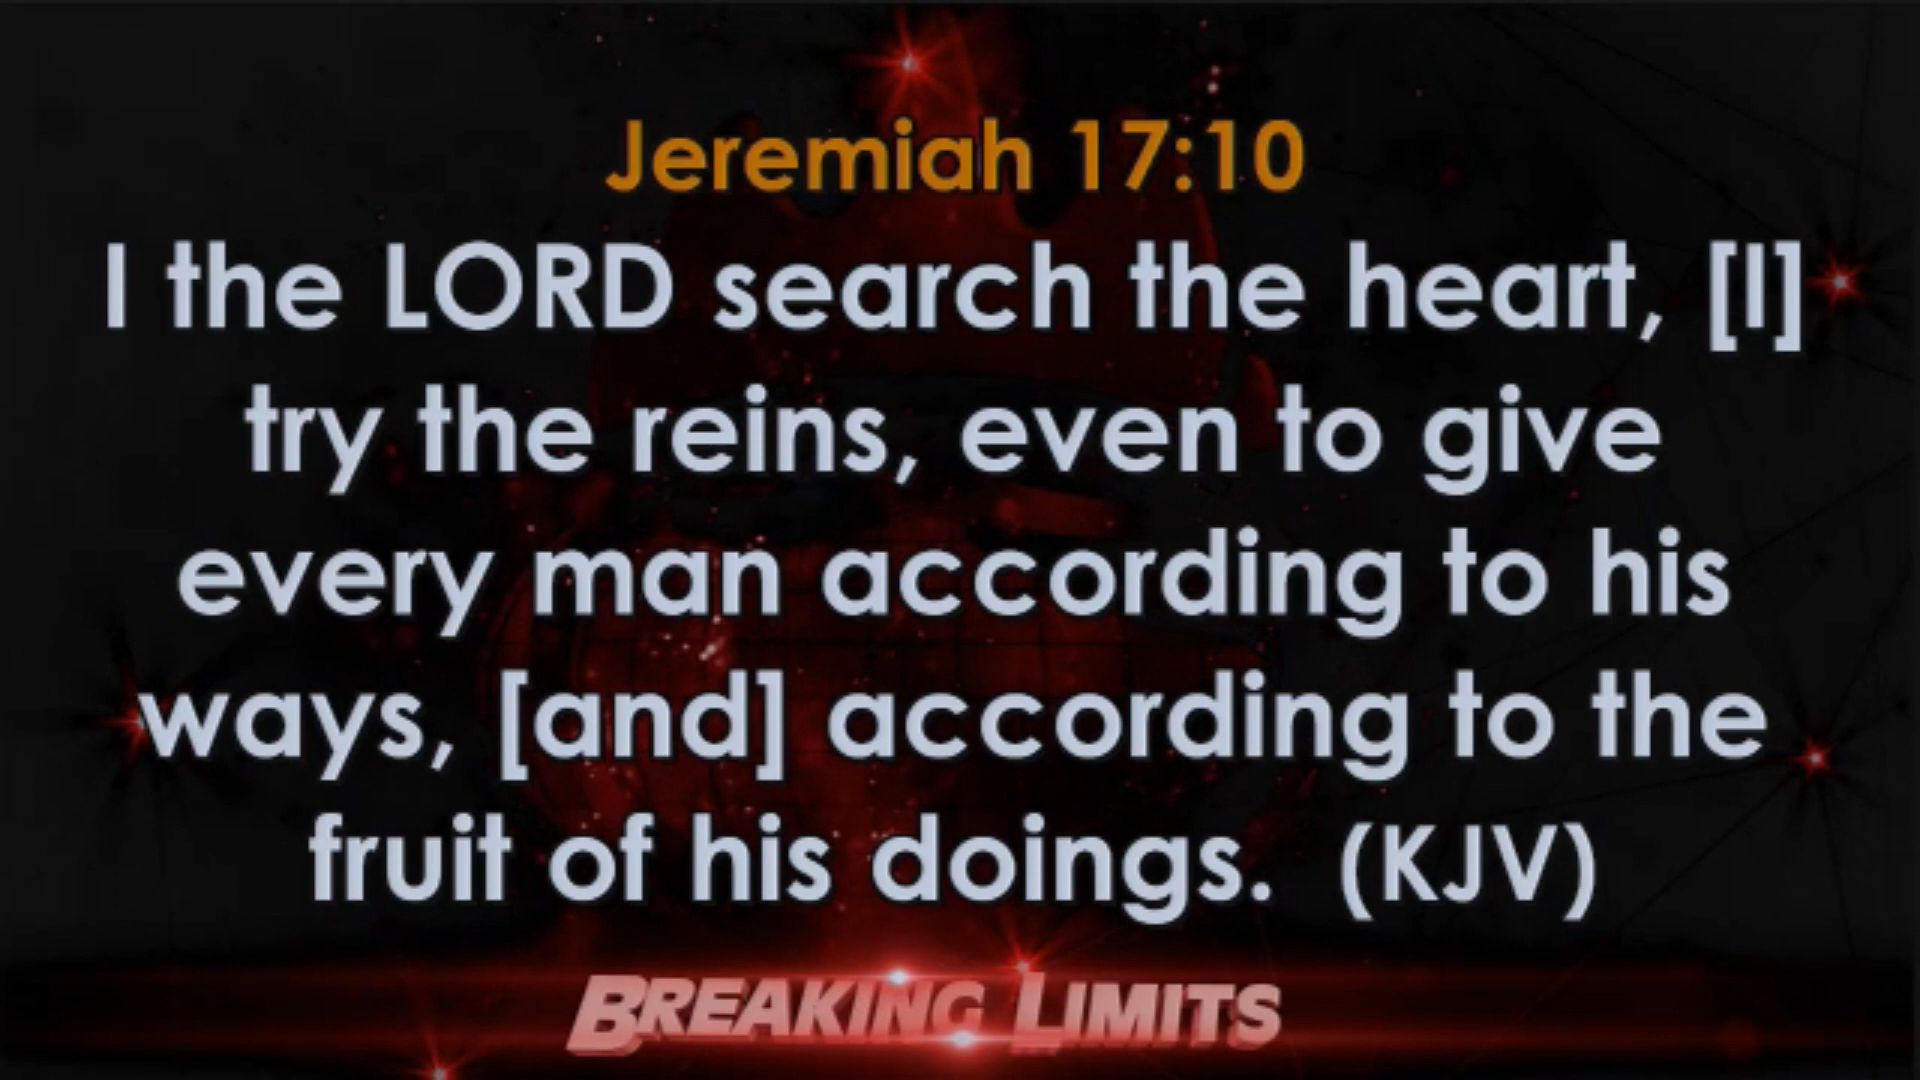 Jeremiah 17:10
I the LORD search the heart, [I]
try the reins, even to give
every man according to his
ways, [and] according to the
fruit of his doings.  (KJV)
BREAKING LIMITS